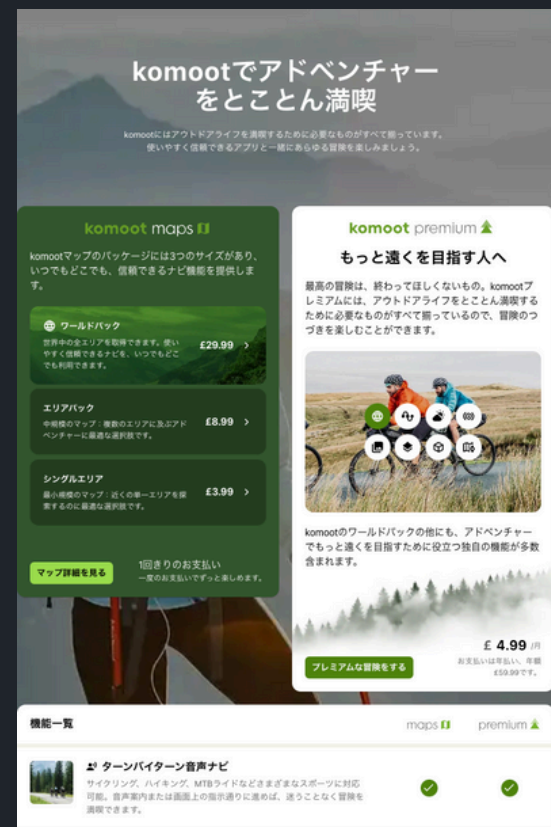 komootでアドベンチャー
をとことん満喫
komootにはアウトドアライフを満喫するために必要なものがすべて揃っています。
使いやすく信頼できるアプリと一緒にあらゆる冒険を楽しみましょう。
komoot maps
komootマップのパッケージには3つのサイズがあり、
いつでもどこでも、信頼できるナビ機能を提供しま
す。
ワールドパック
世界中の全エリアを取得できます。使い
やすく信頼できるナビを、いつでもどこ
でも利用できます。
£29.99
エリアパック
中規模のマップ：複数のエリアに及ぶアド
ベンチャーに最適な選択肢です。
£8.99
シングルエリア
最小規模のマップ：近くの単一エリアを探
索するのに最適な選択肢です。
£3.99
マップ詳細を見る
1回きりのお支払い
一度のお支払いでずっと楽しめます。
komoot premium
もっと遠くを目指す人へ
最高の冒険は、終わってほしくないもの。komootプ
レミアムには、アウトドアライフをとことん満喫する
ために必要なものがすべて揃っているので、冒険のつ
づきを楽しむことができます。
komootのワールドパックの他にも、アドベンチャー
でもっと遠くを目指すために役立つ独自の機能が多数
含まれます。
£ 4.99 /月
お支払いは年払い、年額
£59.99です。
プレミアムな冒険をする
機能一覧
maps
premium
ターンバイターン音声ナビ
サイクリング、ハイキング、MTBライドなどさまざまなスポーツに対応
可能。音声案内または画面上の指示通りに進めば、迷うことなく冒険を
満喫できます。